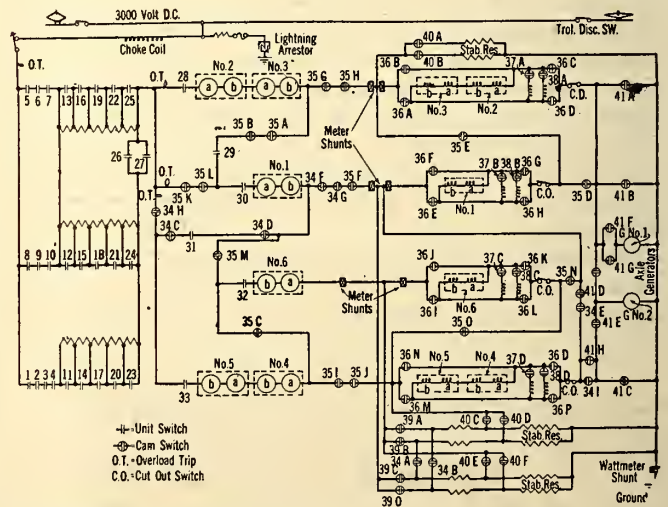 3000 Volt D.C.
Lightning Arrestor
Trol. Disc. SW.
Choke Coil
O.T.
40 A
Stab. Res.
36 B 40 B 37 A 36 C
O.T. 28 No.2 No.3 35 G 35 H
5 6 7 13 16 19 22 25
a b a b
b a b a
No.3 No.2
38 A
C.D.
41 A
36 A 36 D
35 B 35 A
Meter Shunts
35 E
26 27
29
36 F 37 B 38 B 36 G
O.T. 35 L No.1 34 F 35 F
35 K 30 a b 34 G
b a
No.1
C.O.
35 D 41 B
34 H
36 E 36 H
34 C 31 34 D
41 F
G No.1
8 9 10 12 15 1B 21 24
35 M
36 J 37 C 36 K
38 C
41 G
Axle Generators
No.6
32 b a
Meter Shunts
b a
No.6
C.O.
35 N
41 D
34 E
G No.2
41 E
36 I 36 L
35 C
35 O
41 H
36 N No.5 No.4 37 D 36 D
No.5 No.4 35 I 35 J
b a b a
b a b a
38 D
C.O.
34 I 41 C
1 2 3 4 11 14 17 20 23
33
36 M 36 P
39 A 40 C 40 D
Stab. Res.
39 B
34 A 40 E 40 F
39 C 34 B
Stab. Res.
39 O
Unit Switch
Cam Switch
O.T. = Overload Trip
C.O. = Cut Out Switch
Wattmeter Shunt
Ground